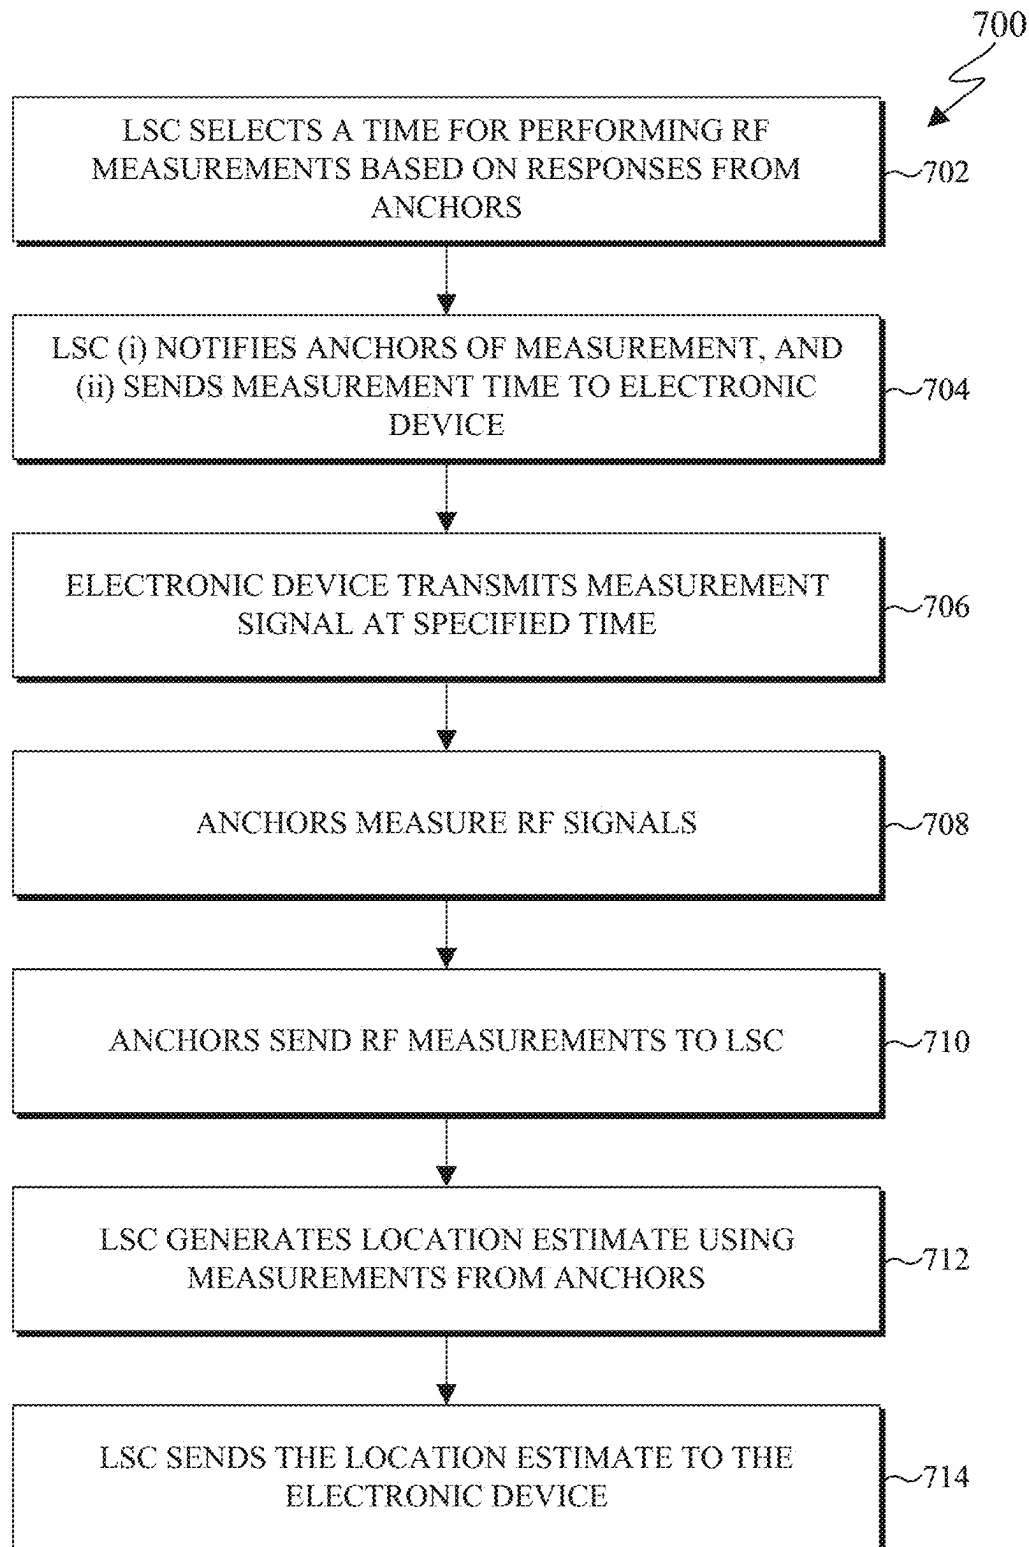 700
LSC SELECTS A TIME FOR PERFORMING RF
MEASUREMENTS BASED ON RESPONSES FROM
ANCHORS
702
LSC (i) NOTIFIES ANCHORS OF MEASUREMENT, AND
(ii) SENDS MEASUREMENT TIME TO ELECTRONIC
DEVICE
704
ELECTRONIC DEVICE TRANSMITS MEASUREMENT
SIGNAL AT SPECIFIED TIME
706
ANCHORS MEASURE RF SIGNALS
708
ANCHORS SEND RF MEASUREMENTS TO LSC
710
LSC GENERATES LOCATION ESTIMATE USING
MEASUREMENTS FROM ANCHORS
712
LSC SENDS THE LOCATION ESTIMATE TO THE
ELECTRONIC DEVICE
714